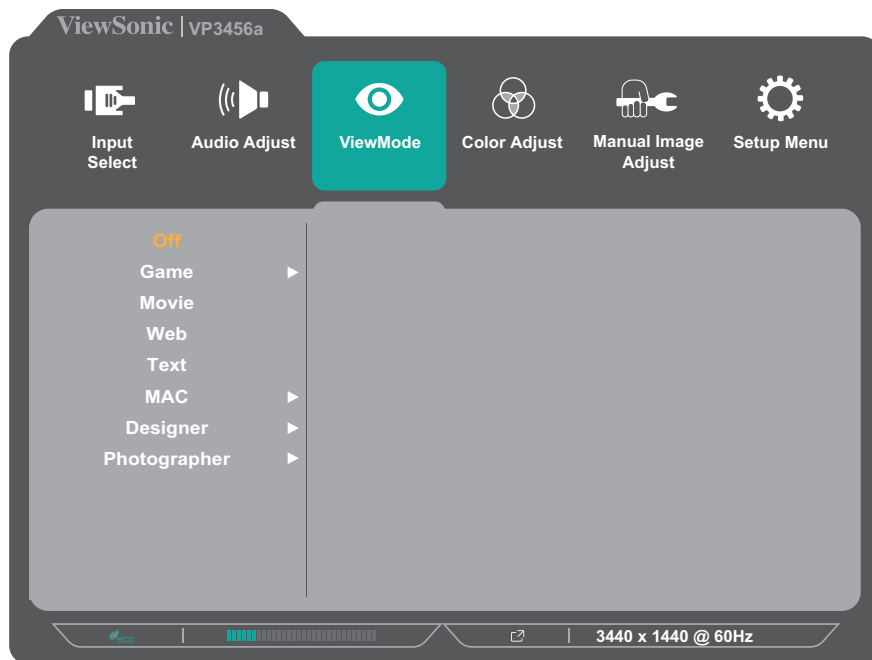 ViewSonic | VP3456a
Input
Select
Audio Adjust
ViewMode
Color Adjust
Manual Image
Adjust
Setup Menu
Off
Game
Movie
Web
Text
MAC
Designer
Photographer
eco
3440 x 1440 @ 60Hz